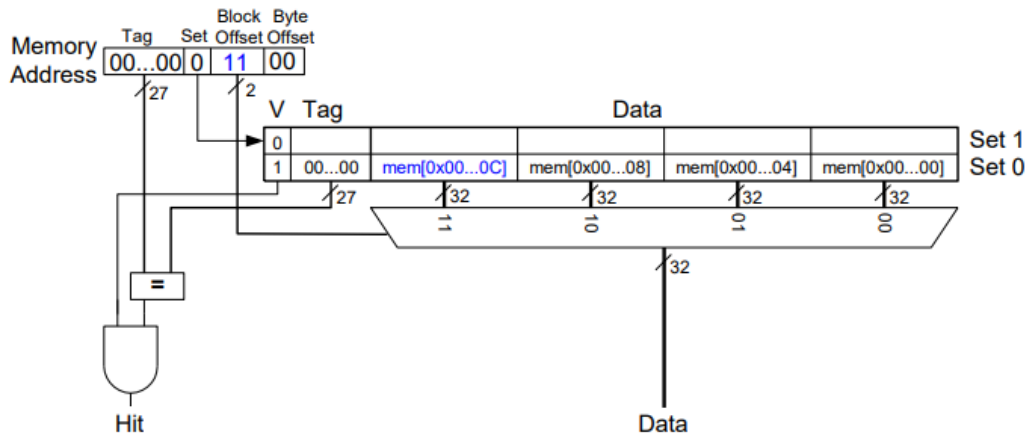 Block Byte
Tag Set Offset Offset
Memory Address 00...00 0 11 00
27 2
V Tag Data
0 Set 1
1 00...00 mem[0x00...0C] mem[0x00...08] mem[0x00...04] mem[0x00...00] Set 0
27 32 32 32 32
11 10 01 00
=
32
Hit Data